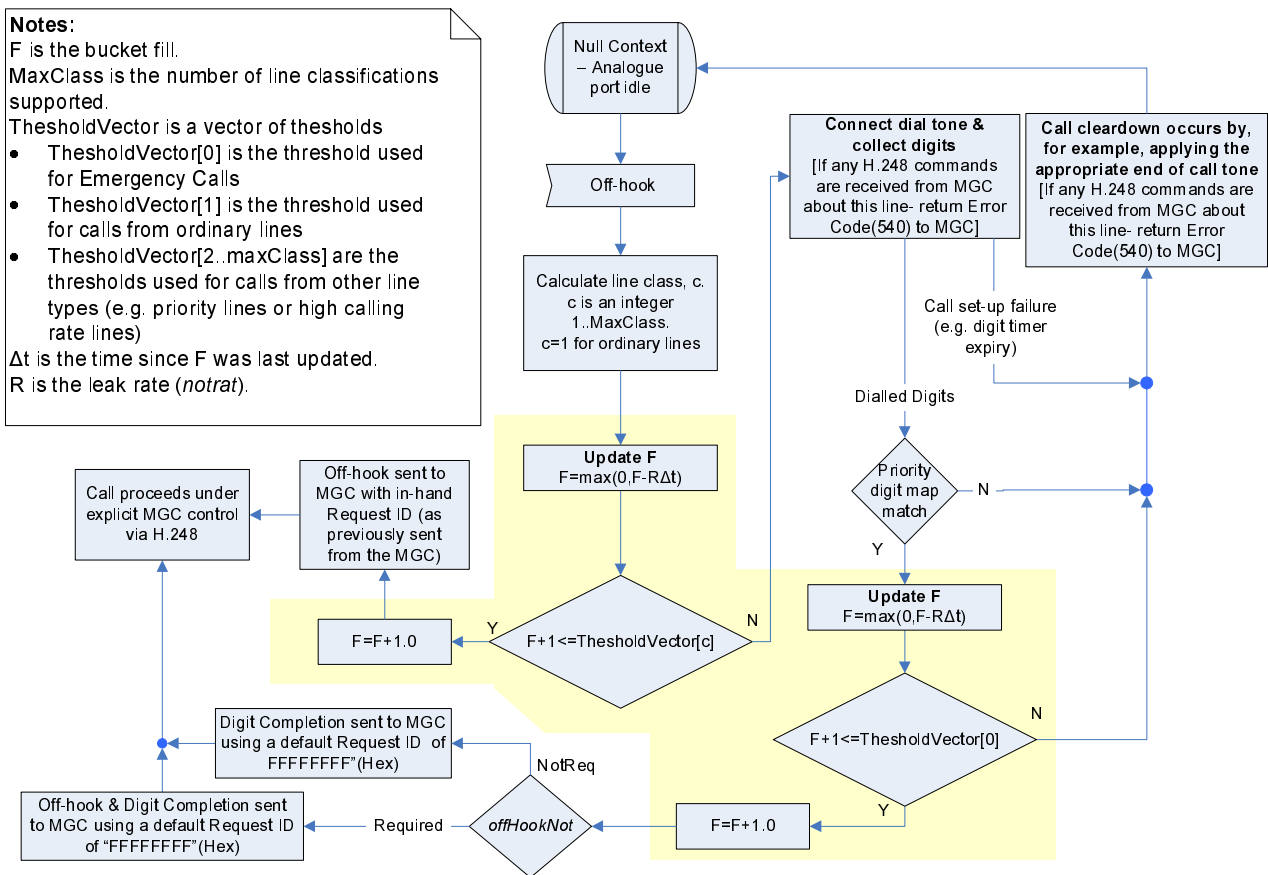 Notes:
F is the bucket fill.
MaxClass is the number of line classifications
supported.
ThesholdVector is a vector of thesholds
• ThesholdVector[0] is the threshold used
for Emergency Calls
• ThesholdVector[1] is the threshold used
for calls from ordinary lines
• ThesholdVector[2..maxClass] are the
thresholds used for calls from other line
types (e.g. priority lines or high calling
rate lines)
Δt is the time since F was last updated.
R is the leak rate (notrat).
Null Context
– Analogue
port idle
Off-hook
Calculate line class, c.
c is an integer
1..MaxClass.
c=1 for ordinary lines
Update F
F=max(0,F-RΔt)
F+1<=ThesholdVector[c]
Y
N
F=F+1.0
Off-hook sent to
MGC with in-hand
Request ID (as
previously sent
from the MGC)
Call proceeds under
explicit MGC control
via H.248
Connect dial tone &
collect digits
[If any H.248 commands
are received from MGC
about this line- return Error
Code(540) to MGC]
Call cleardown occurs by,
for example, applying the
appropriate end of call tone
[If any H.248 commands are
received from MGC about
this line- return Error
Code(540) to MGC]
Call set-up failure
(e.g. digit timer
expiry)
Dialled Digits
Priority
digit map
match
N
Y
Update F
F=max(0,F-RΔt)
F+1<=ThesholdVector[0]
N
Y
F=F+1.0
offHookNot
NotReq
Required
Digit Completion sent to MGC
using a default Request ID of
FFFFFFFF”(Hex)
Off-hook & Digit Completion sent
to MGC using a default Request ID
of “FFFFFFFF”(Hex)